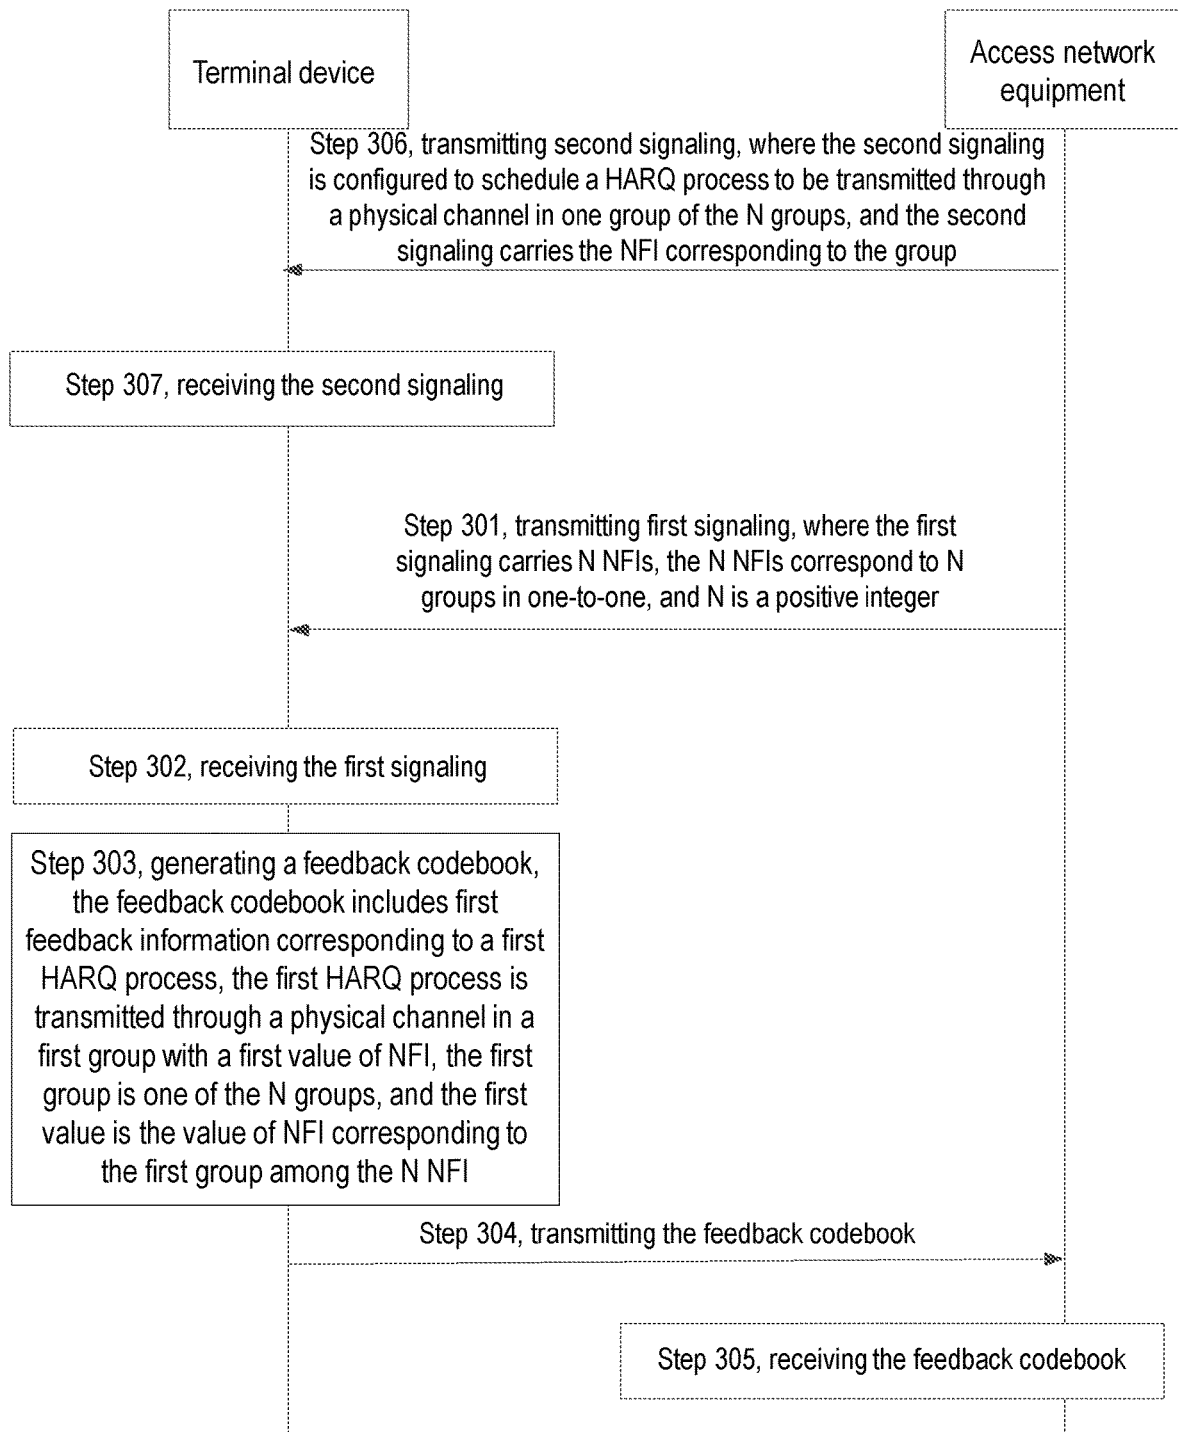 Terminal device
Access network
equipment
Step 306, transmitting second signaling, where the second signaling
is configured to schedule a HARQ process to be transmitted through
a physical channel in one group of the N groups, and the second
signaling carries the NFI corresponding to the group
Step 307, receiving the second signaling
Step 301, transmitting first signaling, where the first
signaling carries N NFIs, the N NFIs correspond to N
groups in one-to-one, and N is a positive integer
Step 302, receiving the first signaling
Step 303, generating a feedback codebook,
the feedback codebook includes first
feedback information corresponding to a first
HARQ process, the first HARQ process is
transmitted through a physical channel in a
first group with a first value of NFI, the first
group is one of the N groups, and the first
value is the value of NFI corresponding to
the first group among the N NFI
Step 304, transmitting the feedback codebook
Step 305, receiving the feedback codebook